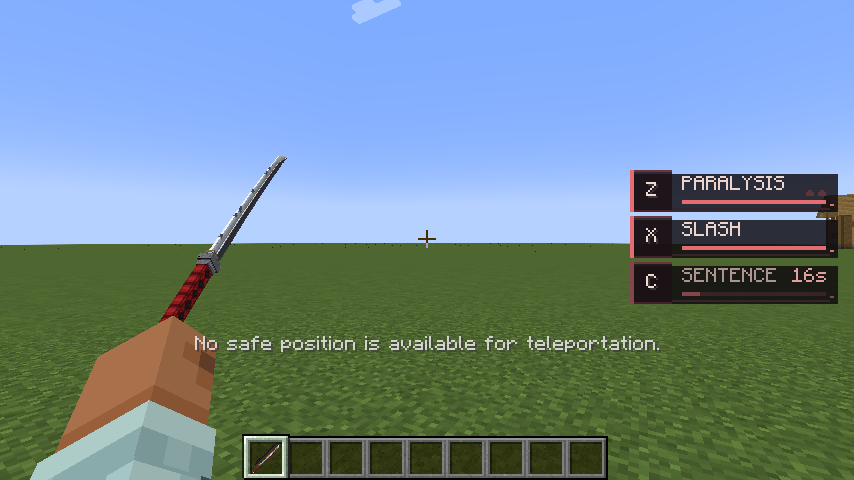 Z PARALYSIS
X SLASH
C SENTENCE 16s
No safe position is available for teleportation.